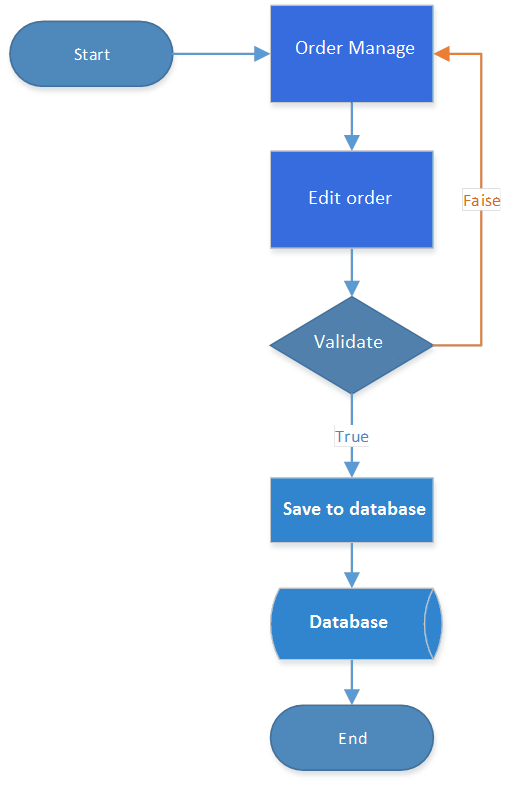 Start
Order Manage
Edit order
Faise
Validate
True
Save to database
Database
End